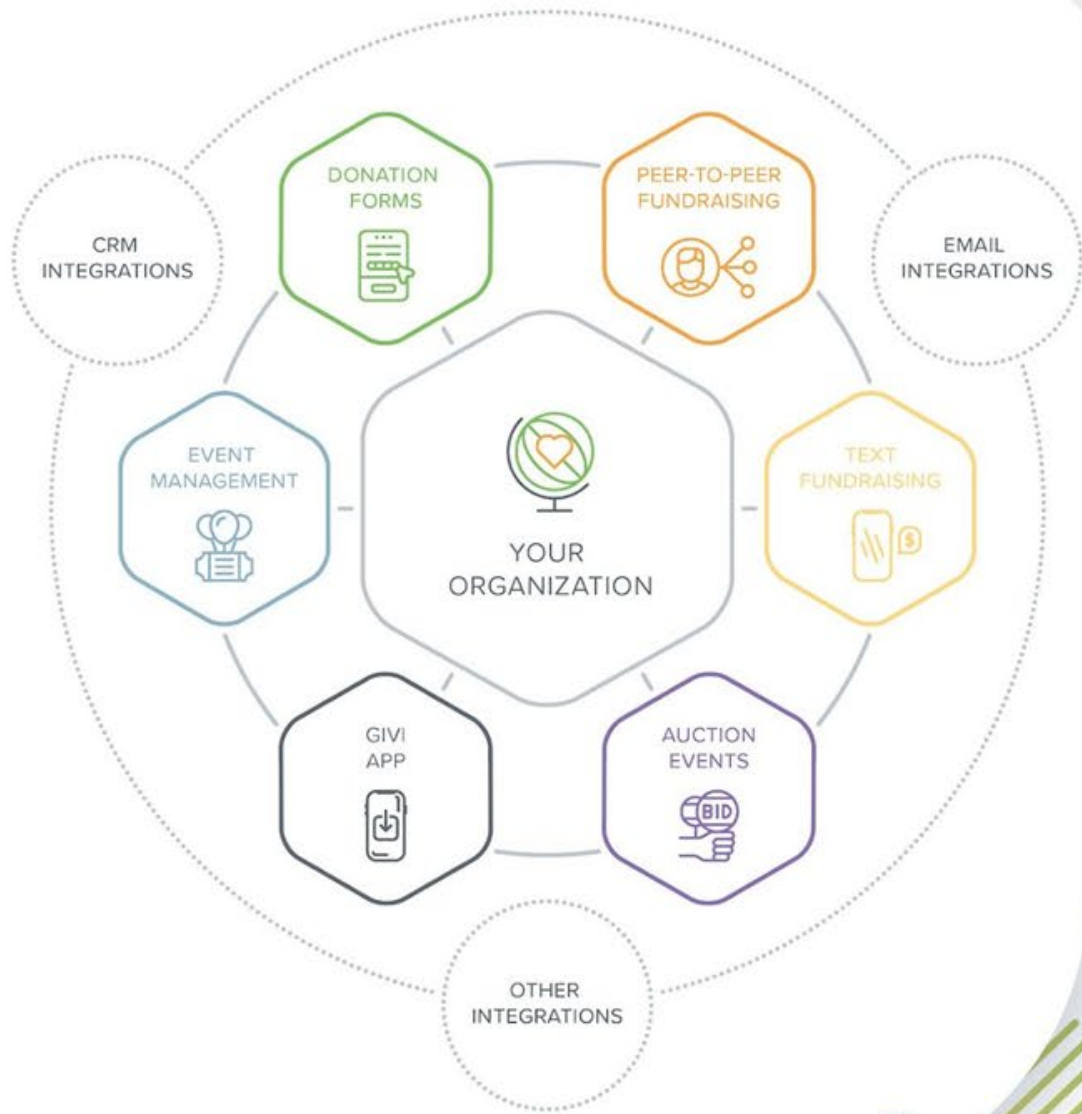 DONATION
FORMS
PEER-TO-PEER
FUNDRAISING
CRM
INTEGRATIONS
EMAIL
INTEGRATIONS
EVENT
MANAGEMENT
TEXT
FUNDRAISING
$
YOUR
ORGANIZATION
GIVI
APP
AUCTION
EVENTS
BID
OTHER
INTEGRATIONS